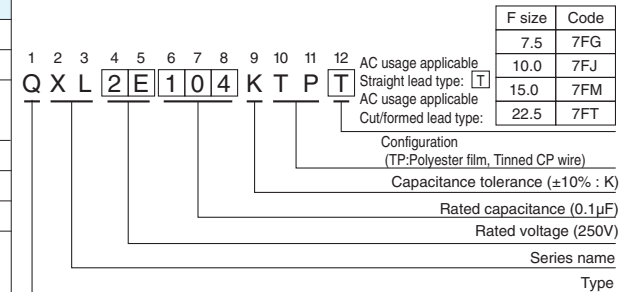 F size Code
7.5 7FG
10.0 7FJ
15.0 7FM
22.5 7FT
1 2 3 4 5 6 7 8 9 10 11 12
Q X L 2 E 1 0 4 K T P T
AC usage applicable
Straight lead type: T
AC usage applicable
Cut/formed lead type:
Configuration
(TP:Polyester film, Tinned CP wire)
Capacitance tolerance (±10% : K)
Rated capacitance (0.1μF)
Rated voltage (250V)
Series name
Type